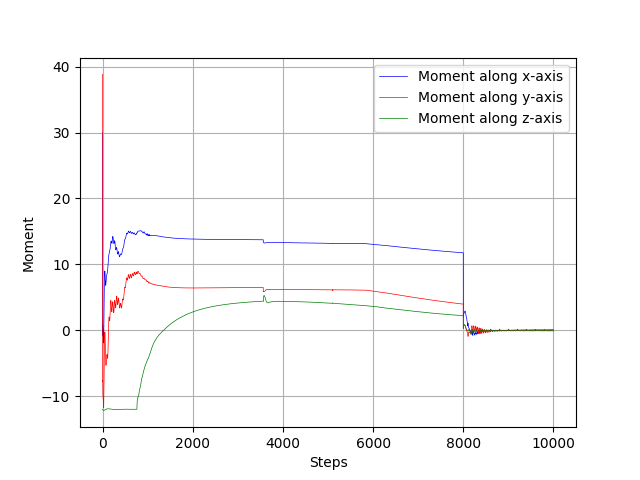 40
30
20
10
0
−10
Moment
Moment along x-axis
Moment along y-axis
Moment along z-axis
0 2000 4000 6000 8000 10000
Steps